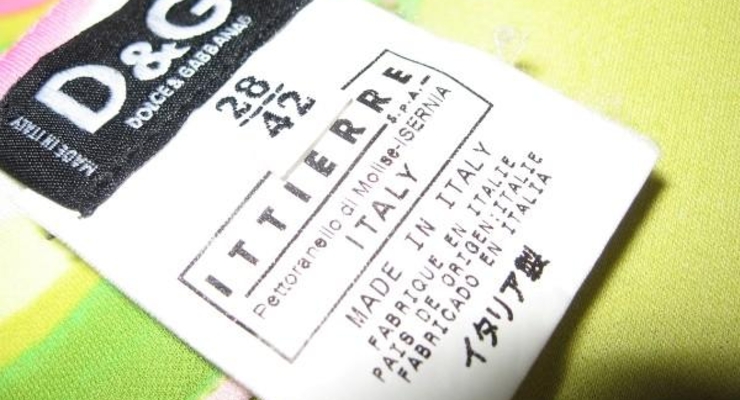 D&G
DOLCE & GABBANA
MADE IN ITALY
28
42
ITTIERRE
S.P.A.
Pettoranello di Molise-ISERNIA
ITALY
MADE IN ITALY
FABRIQUE EN ITALIE
PAIS DE ORIGEN:ITALIE
FABRICADO EN ITALIA
イタリア製